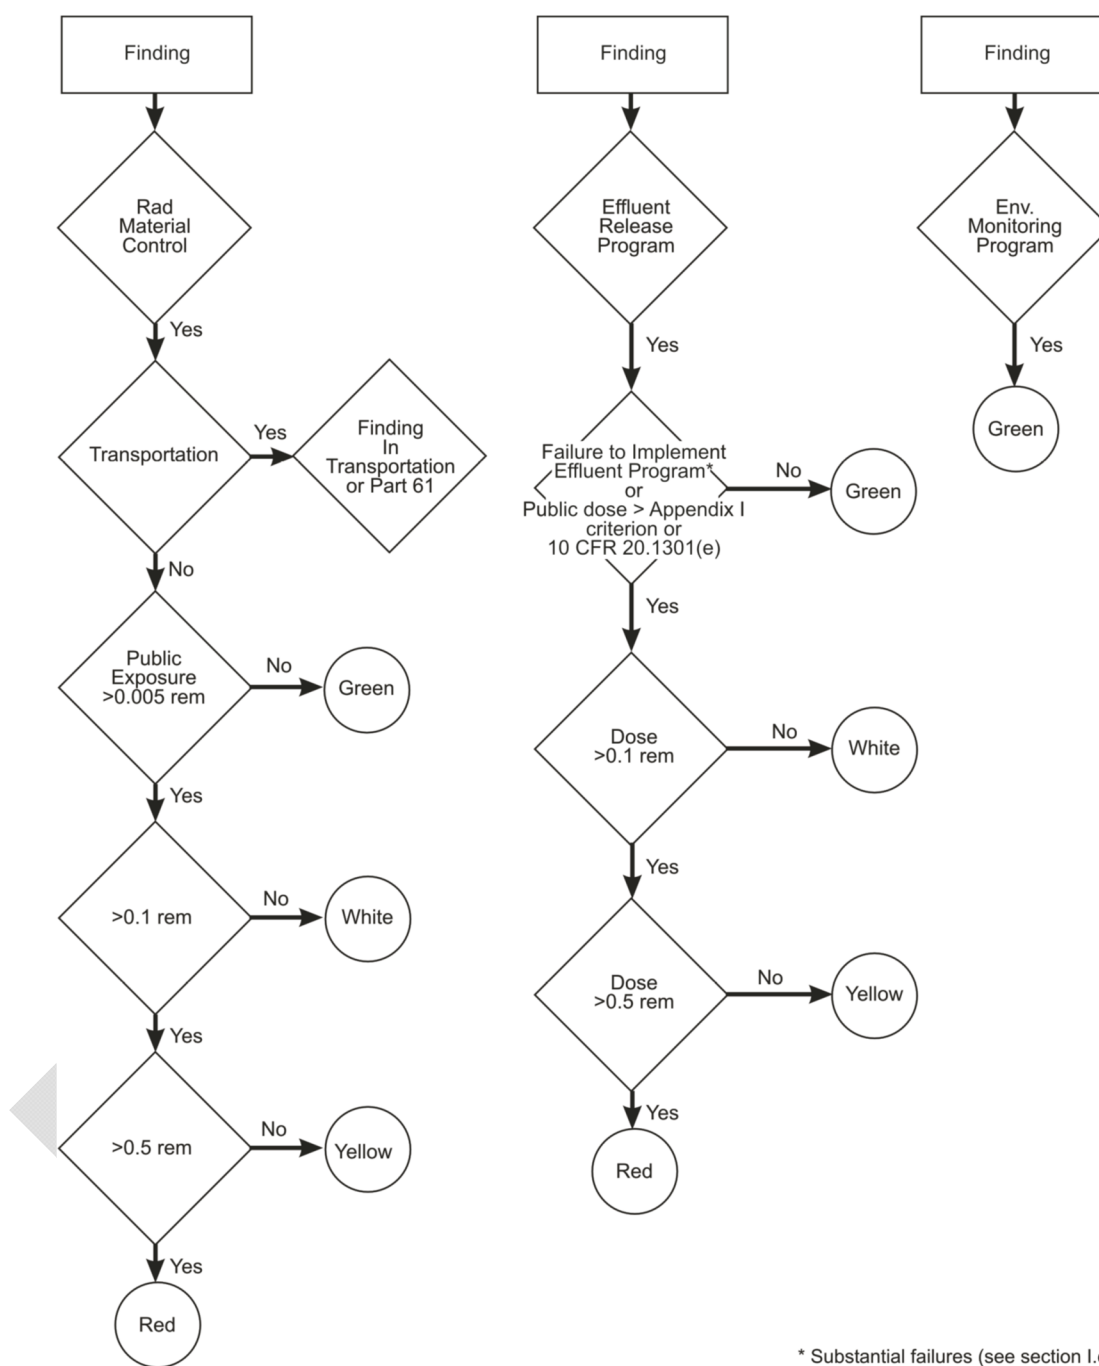 Finding
Rad
Material
Control
Yes
Transportation
Yes
Finding
In
Transportation
or Part 61
No
Public
Exposure
>0.005 rem
No
Green
Yes
>0.1 rem
No
White
Yes
>0.5 rem
No
Yellow
Yes
Red
Finding
Effluent
Release
Program
Yes
Failure to Implement
Effluent Program*
or
Public dose > Appendix I
criterion or
10 CFR 20.1301(e)
No
Green
Yes
Dose
>0.1 rem
No
White
Yes
Dose
>0.5 rem
No
Yellow
Yes
Red
Finding
Env.
Monitoring
Program
Yes
Green
* Substantial failures (see section I.